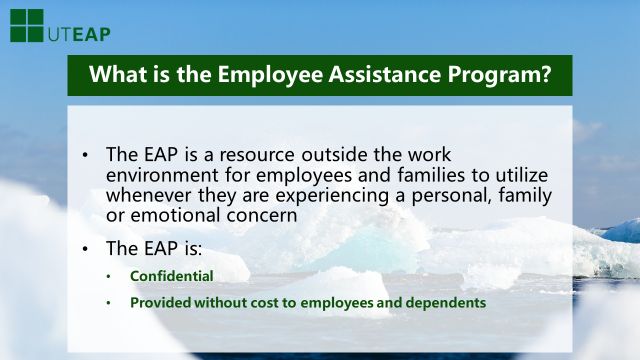 UTEAP
What is the Employee Assistance Program?
• The EAP is a resource outside the work
environment for employees and families to utilize
whenever they are experiencing a personal, family
or emotional concern
• The EAP is:
• Confidential
• Provided without cost to employees and dependents